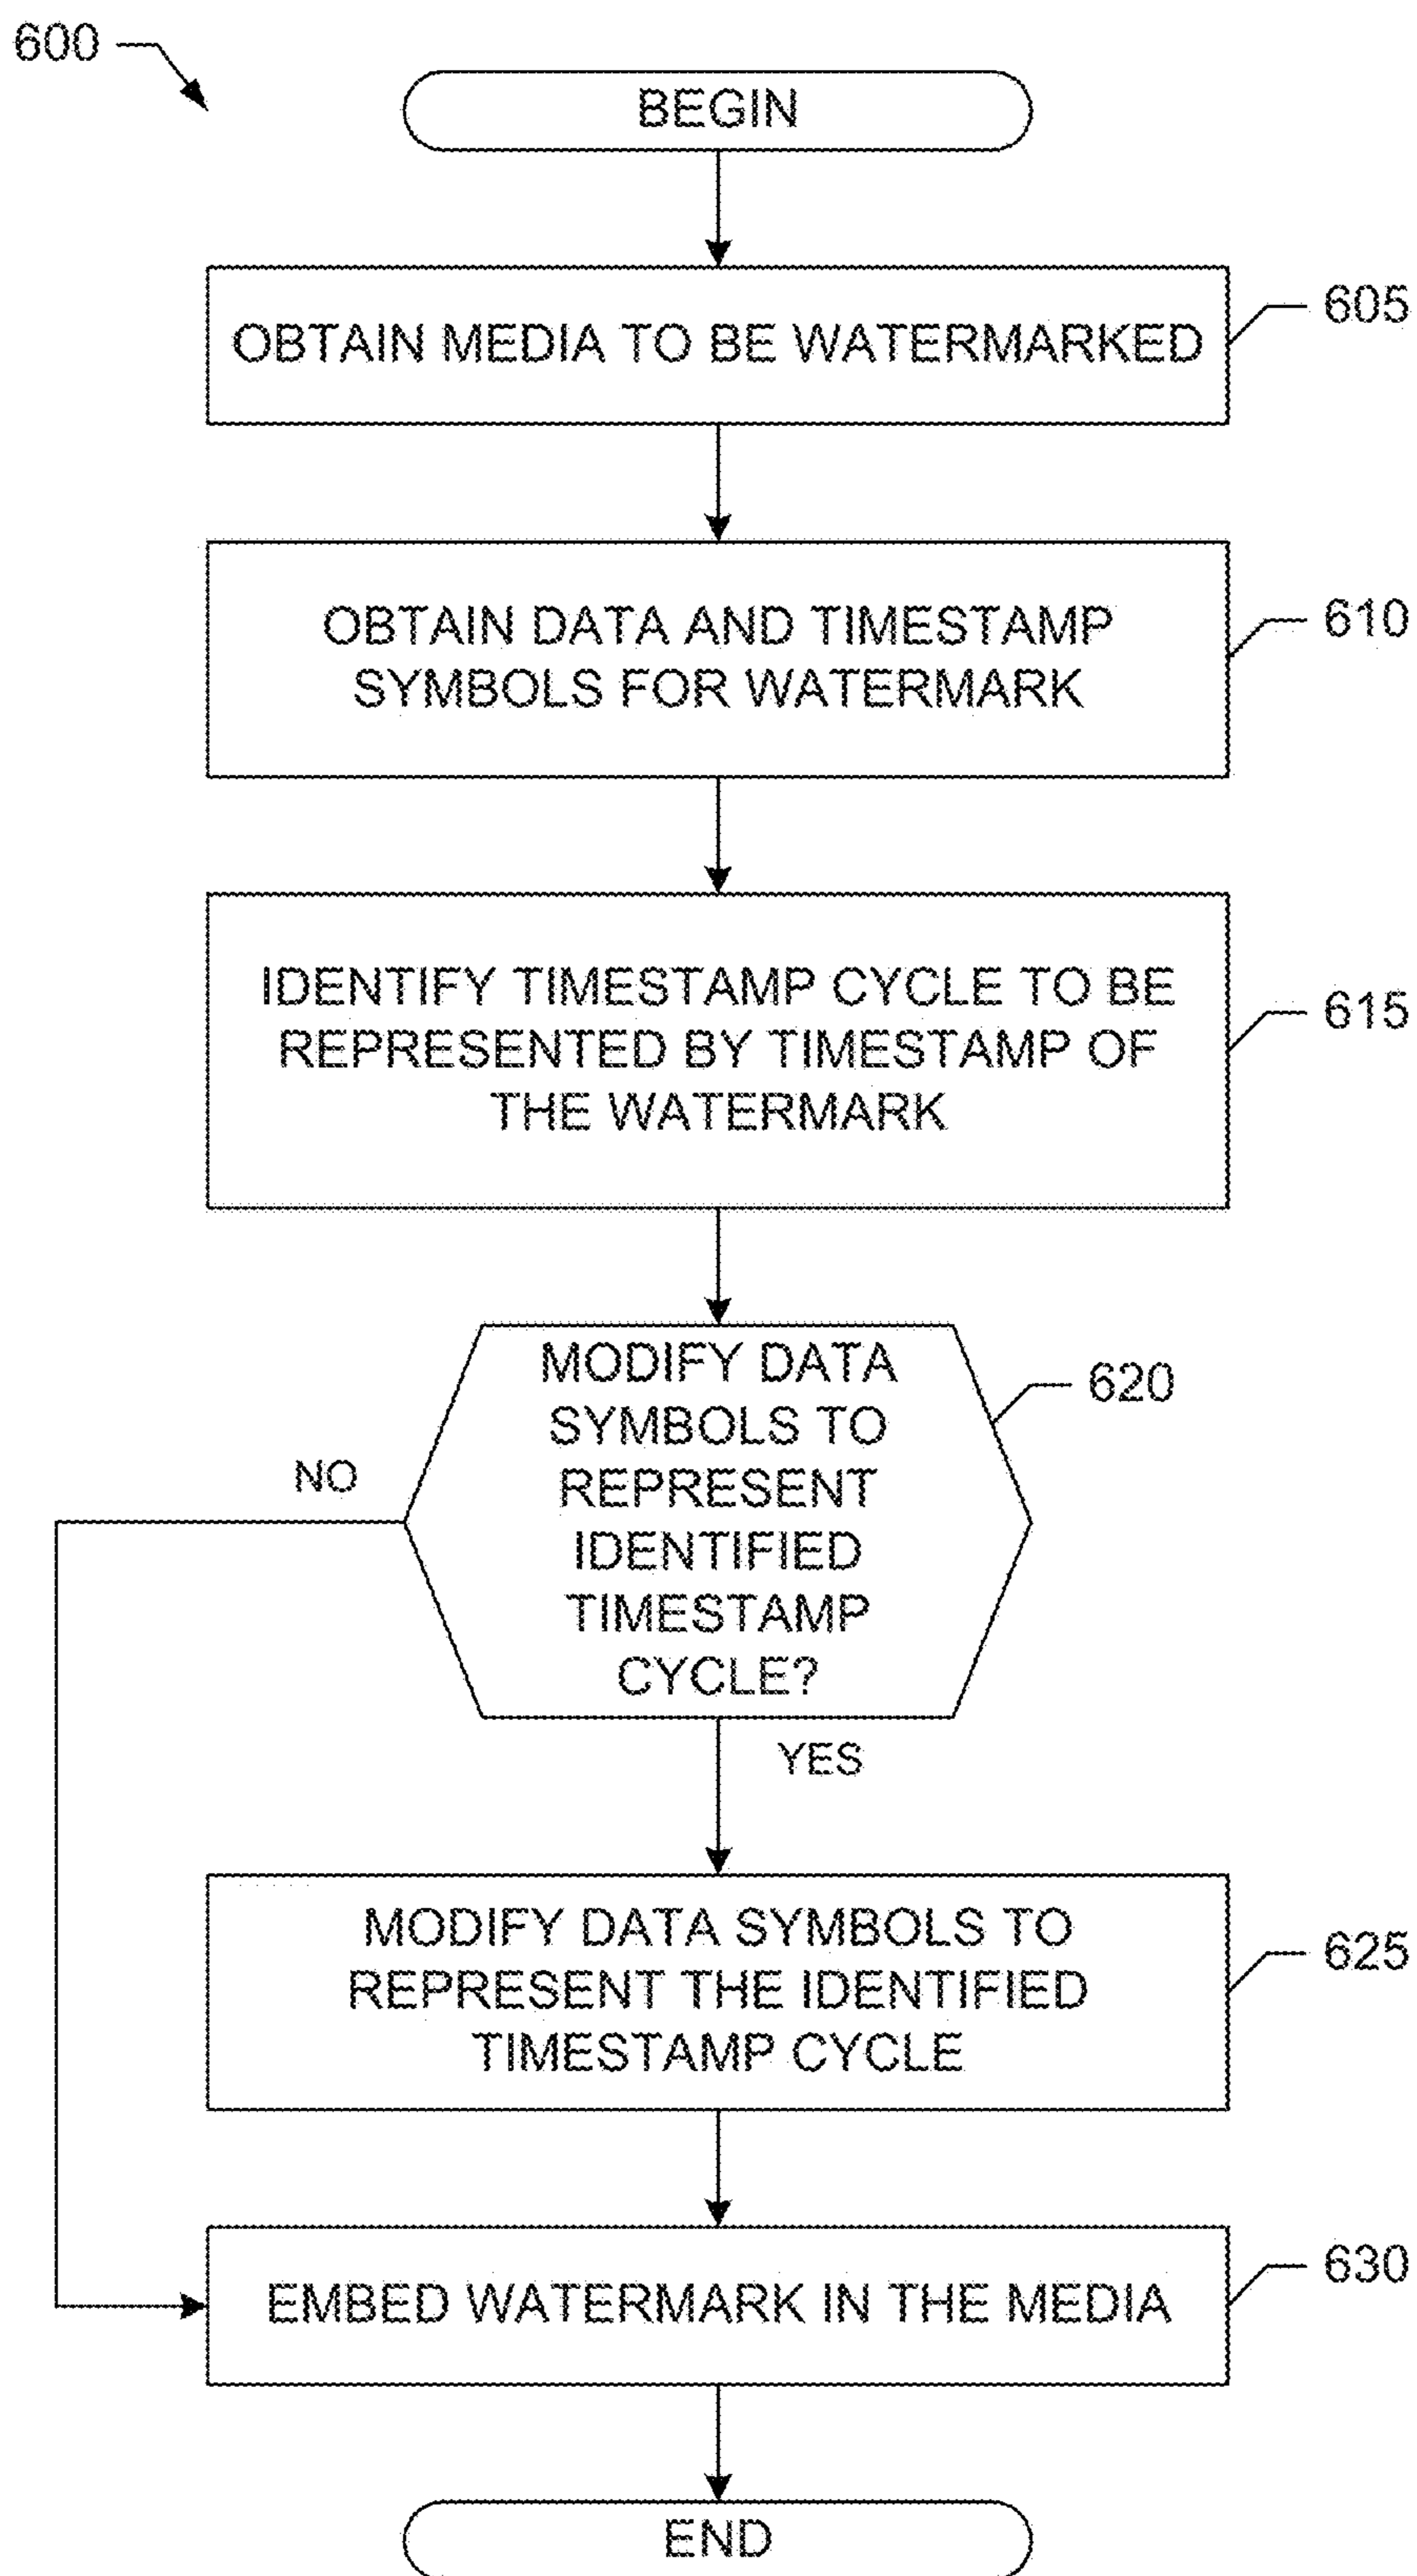 600
BEGIN
OBTAIN MEDIA TO BE WATERMARKED
605
OBTAIN DATA AND TIMESTAMP
SYMBOLS FOR WATERMARK
610
IDENTIFY TIMESTAMP CYCLE TO BE
REPRESENTED BY TIMESTAMP OF
THE WATERMARK
615
MODIFY DATA
SYMBOLS TO
REPRESENT
IDENTIFIED
TIMESTAMP
CYCLE?
620
NO
YES
MODIFY DATA SYMBOLS TO
REPRESENT THE IDENTIFIED
TIMESTAMP CYCLE
625
EMBED WATERMARK IN THE MEDIA
630
END